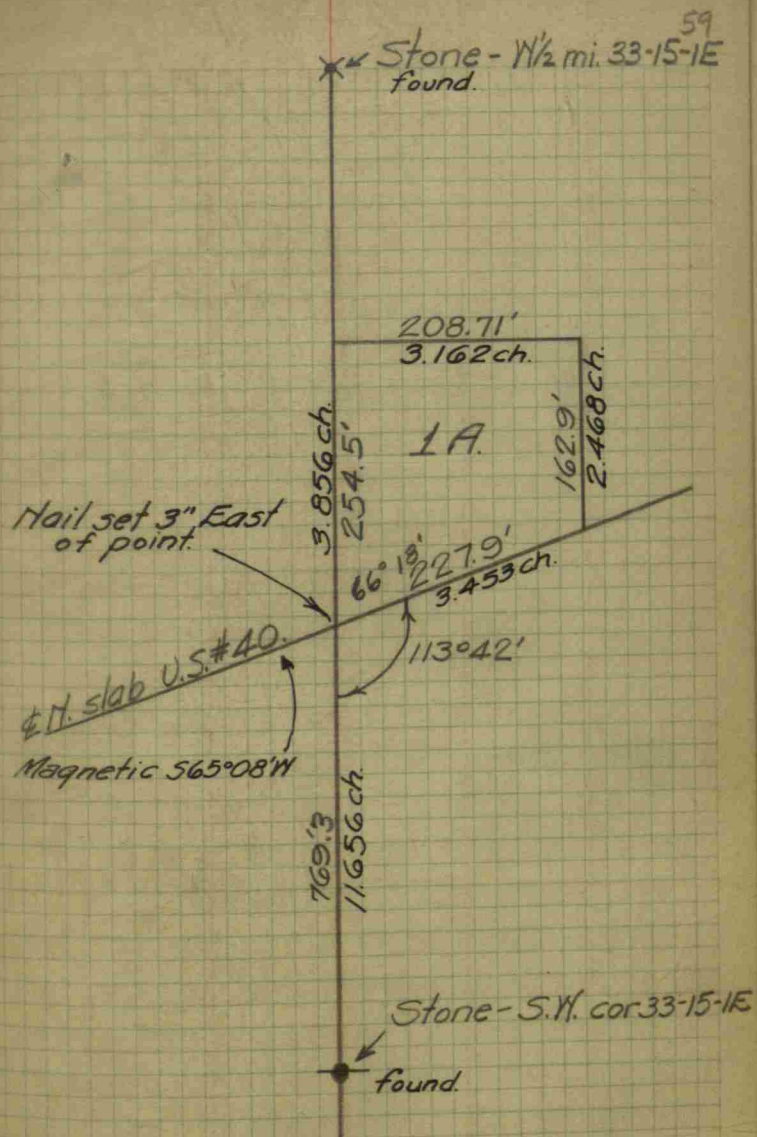 59
Stone - W½ mi. 33-15-1E
found.
208.71'
3.162 ch.
3.856 ch.
254.5'
1 A.
162.9'
2.468 ch.
Nail set 3" East
of point.
66° 18'
227.9'
3.453 ch.
113°42'
℄ N. slab U.S. #40.
Magnetic S65°08'W
769.'3
11.656 ch.
Stone - S.W. cor 33-15-1E
found.